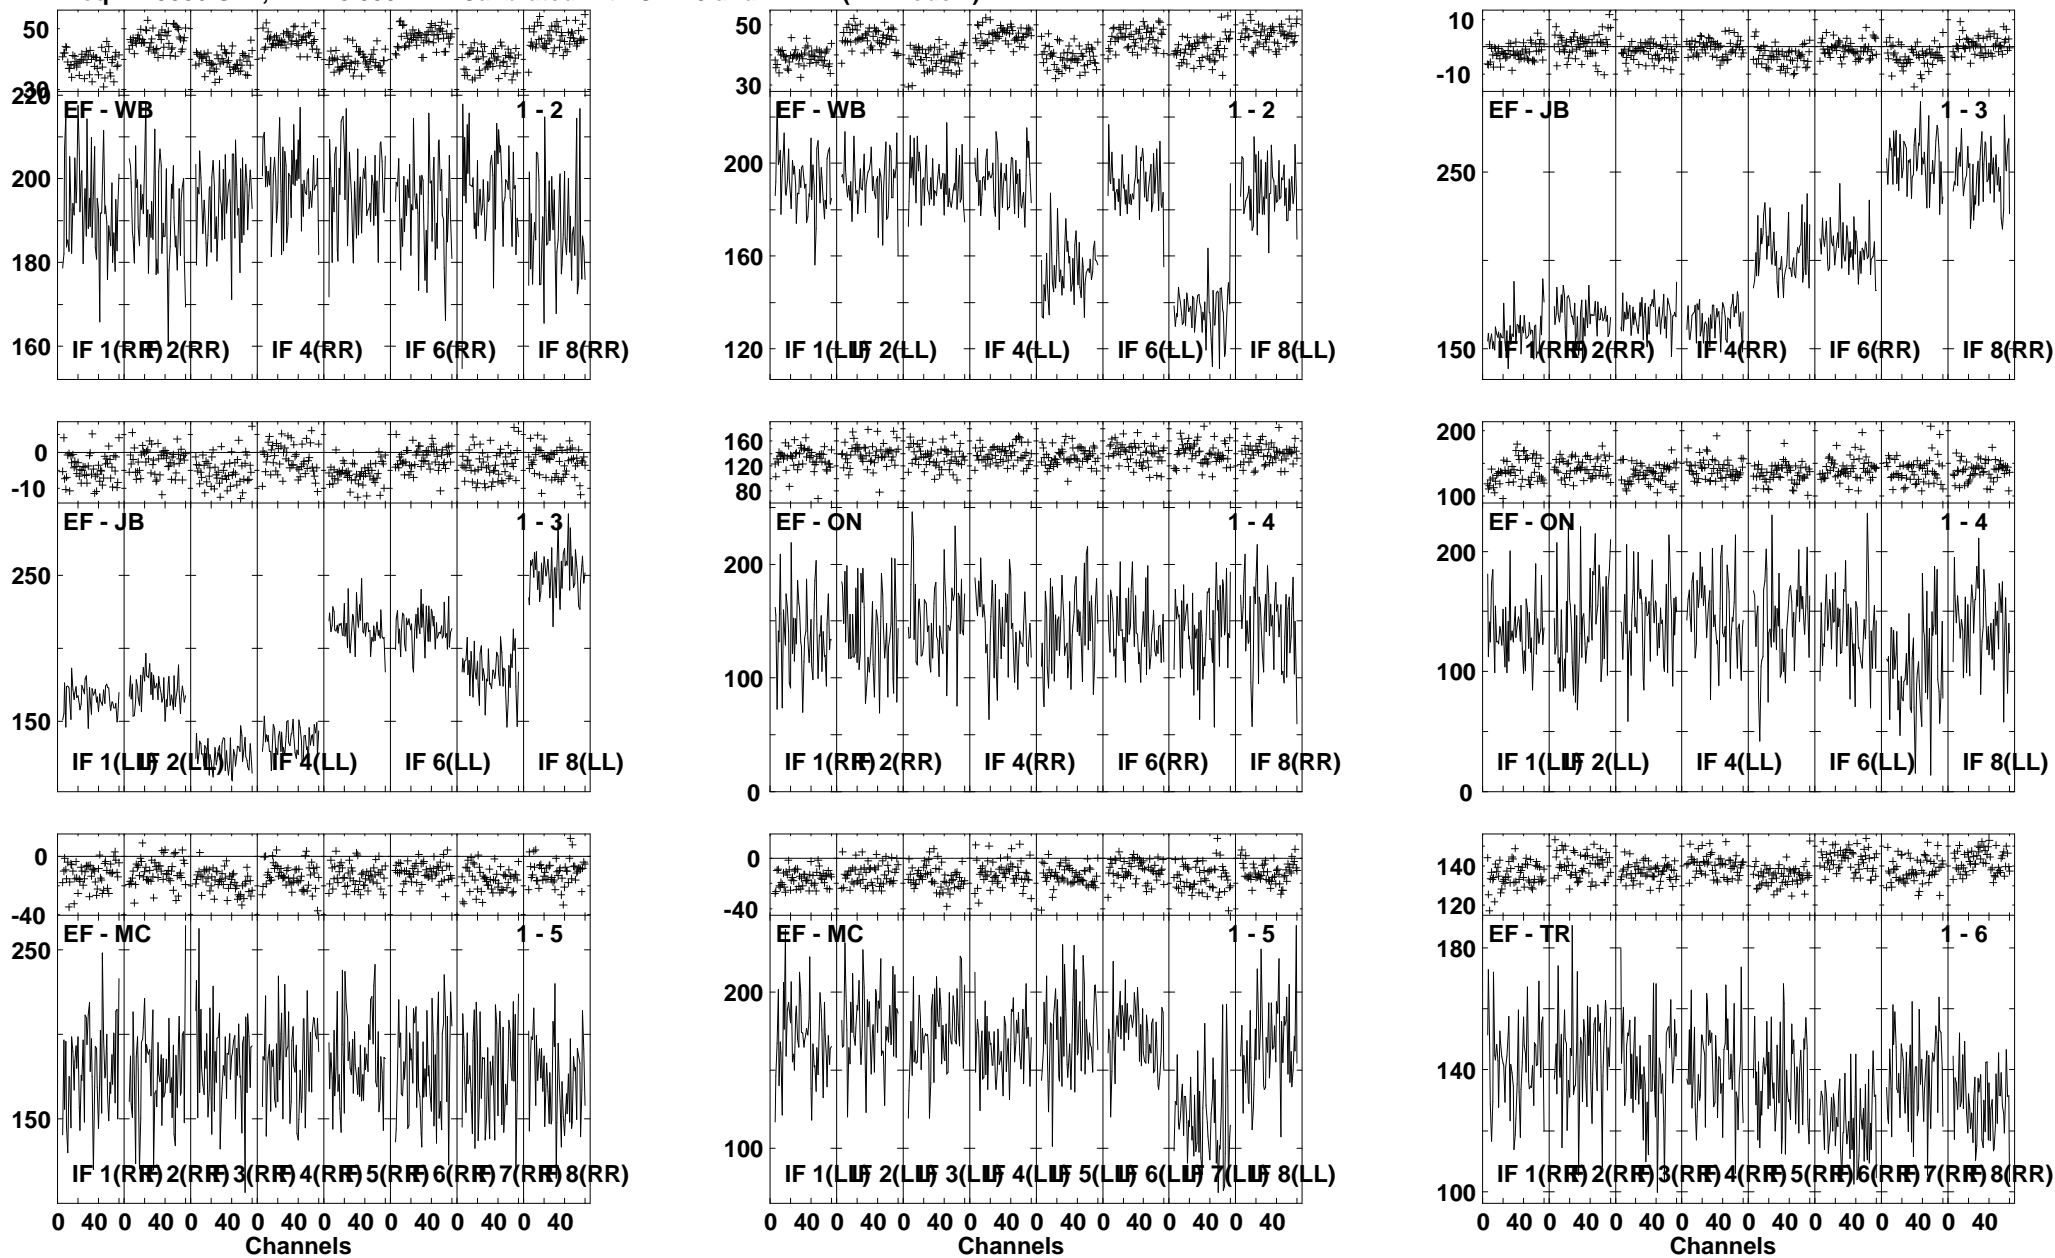 50
30
220
EF - WB 1 - 2
200
180
160
IF 1(RR) IF 2(RR) IF 4(RR) IF 6(RR) IF 8(RR)
50
30
EF - WB 1 - 2
200
160
120
IF 1(LL) IF 2(LL) IF 4(LL) IF 6(LL) IF 8(LL)
10
-10
EF - JB 1 - 3
250
150
IF 1(RR) IF 2(RR) IF 4(RR) IF 6(RR) IF 8(RR)
0
-10
EF - JB 1 - 3
250
150
IF 1(LL) IF 2(LL) IF 4(LL) IF 6(LL) IF 8(LL)
160
120
80
EF - ON 1 - 4
200
100
IF 1(RR) IF 2(RR) IF 4(RR) IF 6(RR) IF 8(RR)
0
200
100
EF - ON 1 - 4
200
100
IF 1(LL) IF 2(LL) IF 4(LL) IF 6(LL) IF 8(LL)
0
0
-40
EF - MC 1 - 5
250
150
IF 1(RR) IF 2(RR) IF 3(RR) IF 4(RR) IF 5(RR) IF 6(RR) IF 7(RR) IF 8(RR)
0 40 0 40 0 40 0 40 0 40 0 40 0 40 0 40
Channels
0
-40
EF - MC 1 - 5
200
100
IF 1(LL) IF 2(LL) IF 3(LL) IF 4(LL) IF 5(LL) IF 6(LL) IF 7(LL) IF 8(LL)
0 40 0 40 0 40 0 40 0 40 0 40 0 40 0 40
Channels
140
120
EF - TR 1 - 6
180
140
100
IF 1(RR) IF 2(RR) IF 3(RR) IF 4(RR) IF 5(RR) IF 6(RR) IF 7(RR) IF 8(RR)
0 40 0 40 0 40 0 40 0 40 0 40 0 40 0 40
Channels